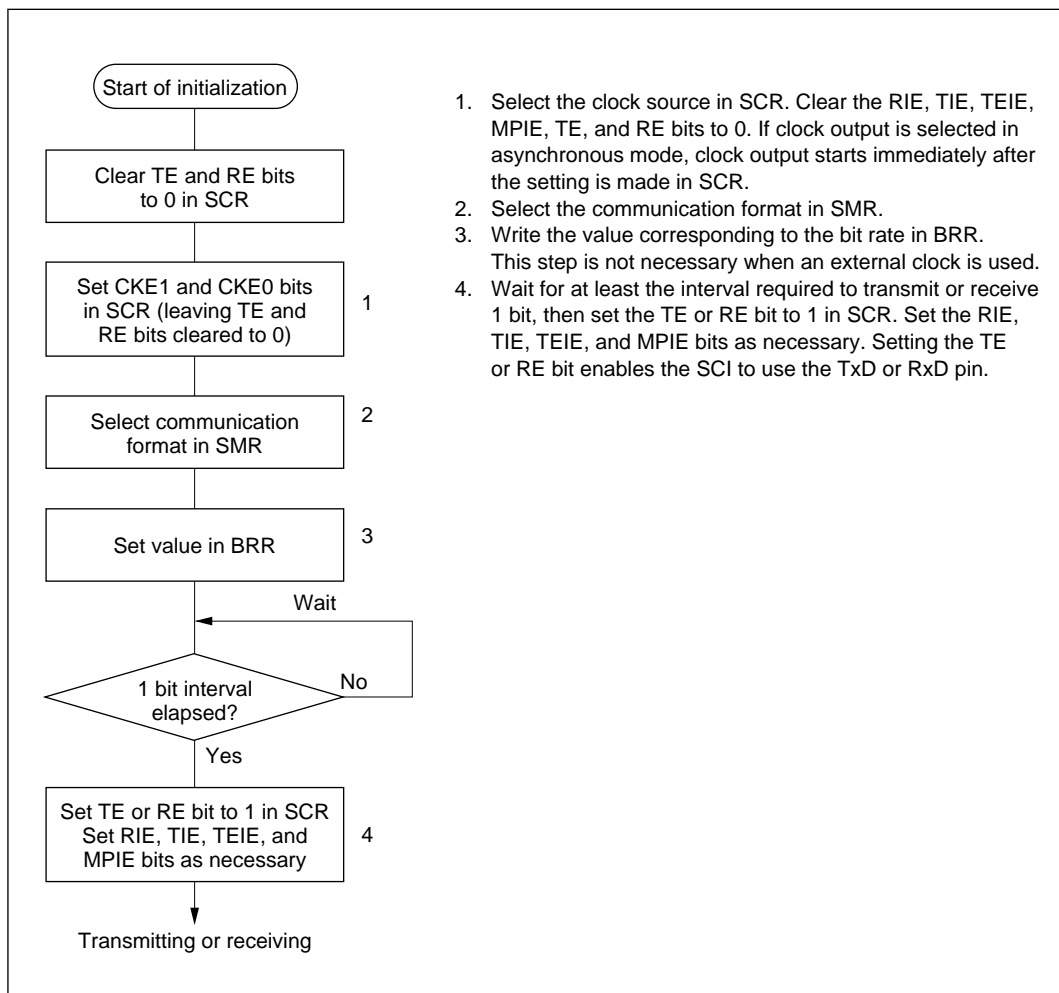 Start of initialization
Clear TE and RE bits
to 0 in SCR
Set CKE1 and CKE0 bits
in SCR (leaving TE and
RE bits cleared to 0)
1
Select communication
format in SMR
2
Set value in BRR
3
Wait
1 bit interval
elapsed?
No
Yes
Set TE or RE bit to 1 in SCR
Set RIE, TIE, TEIE, and
MPIE bits as necessary
4
Transmitting or receiving
1. Select the clock source in SCR. Clear the RIE, TIE, TEIE,
MPIE, TE, and RE bits to 0. If clock output is selected in
asynchronous mode, clock output starts immediately after
the setting is made in SCR.
2. Select the communication format in SMR.
3. Write the value corresponding to the bit rate in BRR.
This step is not necessary when an external clock is used.
4. Wait for at least the interval required to transmit or receive
1 bit, then set the TE or RE bit to 1 in SCR. Set the RIE,
TIE, TEIE, and MPIE bits as necessary. Setting the TE
or RE bit enables the SCI to use the TxD or RxD pin.